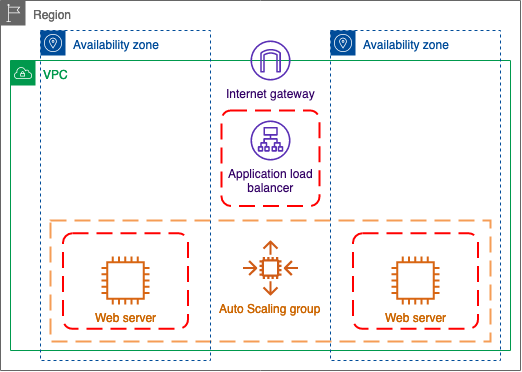 Region
Availability zone
Availability zone
VPC
Internet gateway
Application load
balancer
Web server
Auto Scaling group
Web server